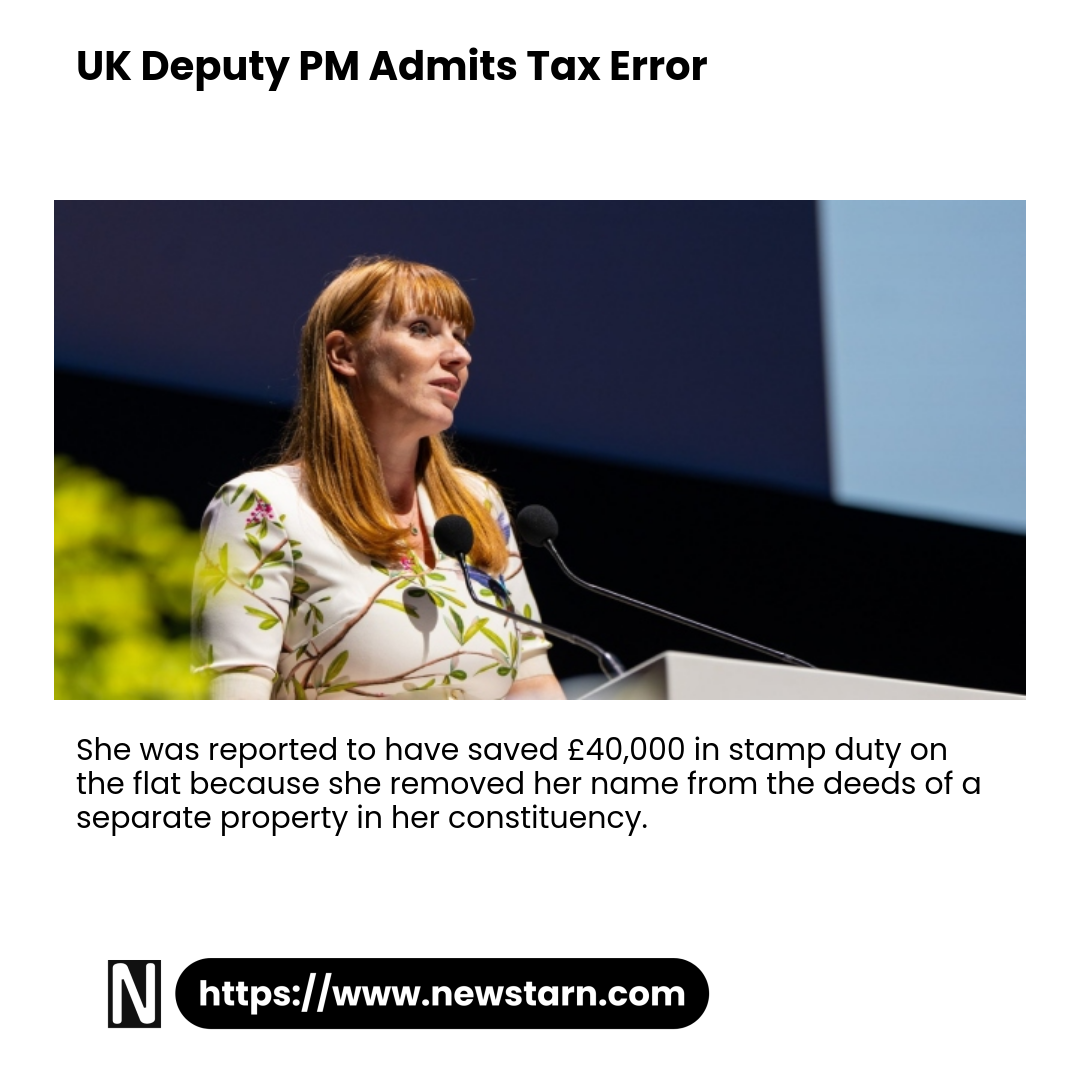 UK Deputy PM Admits Tax Error
She was reported to have saved £40,000 in stamp duty on
the flat because she removed her name from the deeds of a
separate property in her constituency.
N https://www.newstarn.com